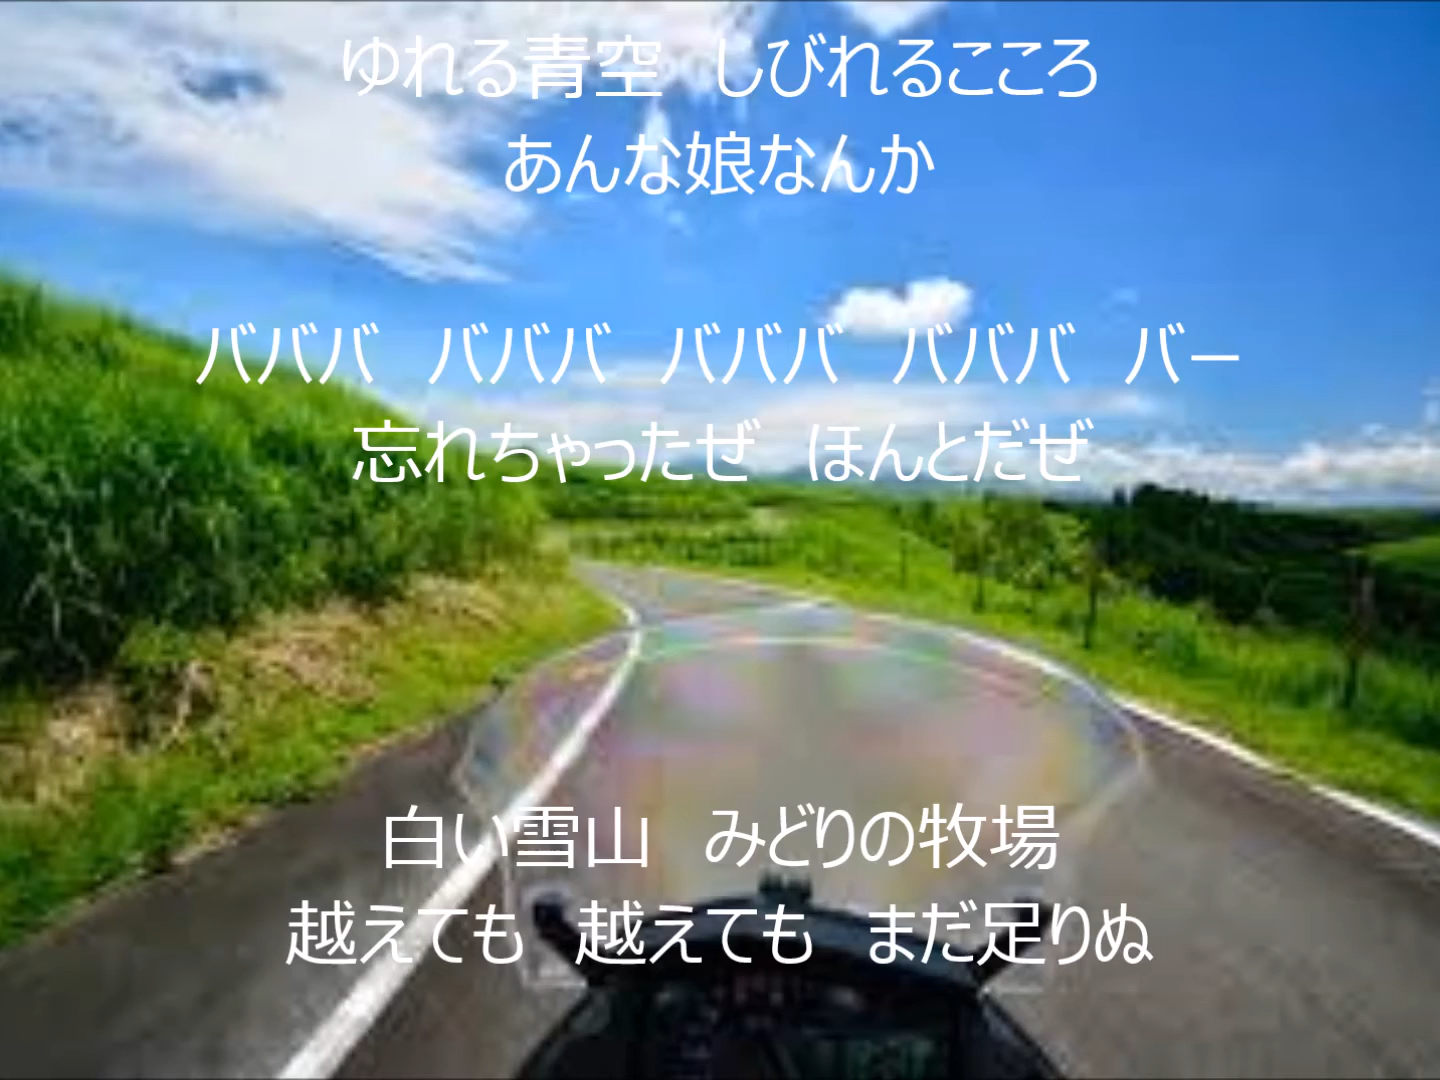 ゆれる青空　しびれるこころ
あんな娘なんか
バババ　バババ　バババ　バババ　バー
忘れちゃったぜ　ほんとだぜ
白い雪山　みどりの牧場
越えても　越えても　まだ足りぬ